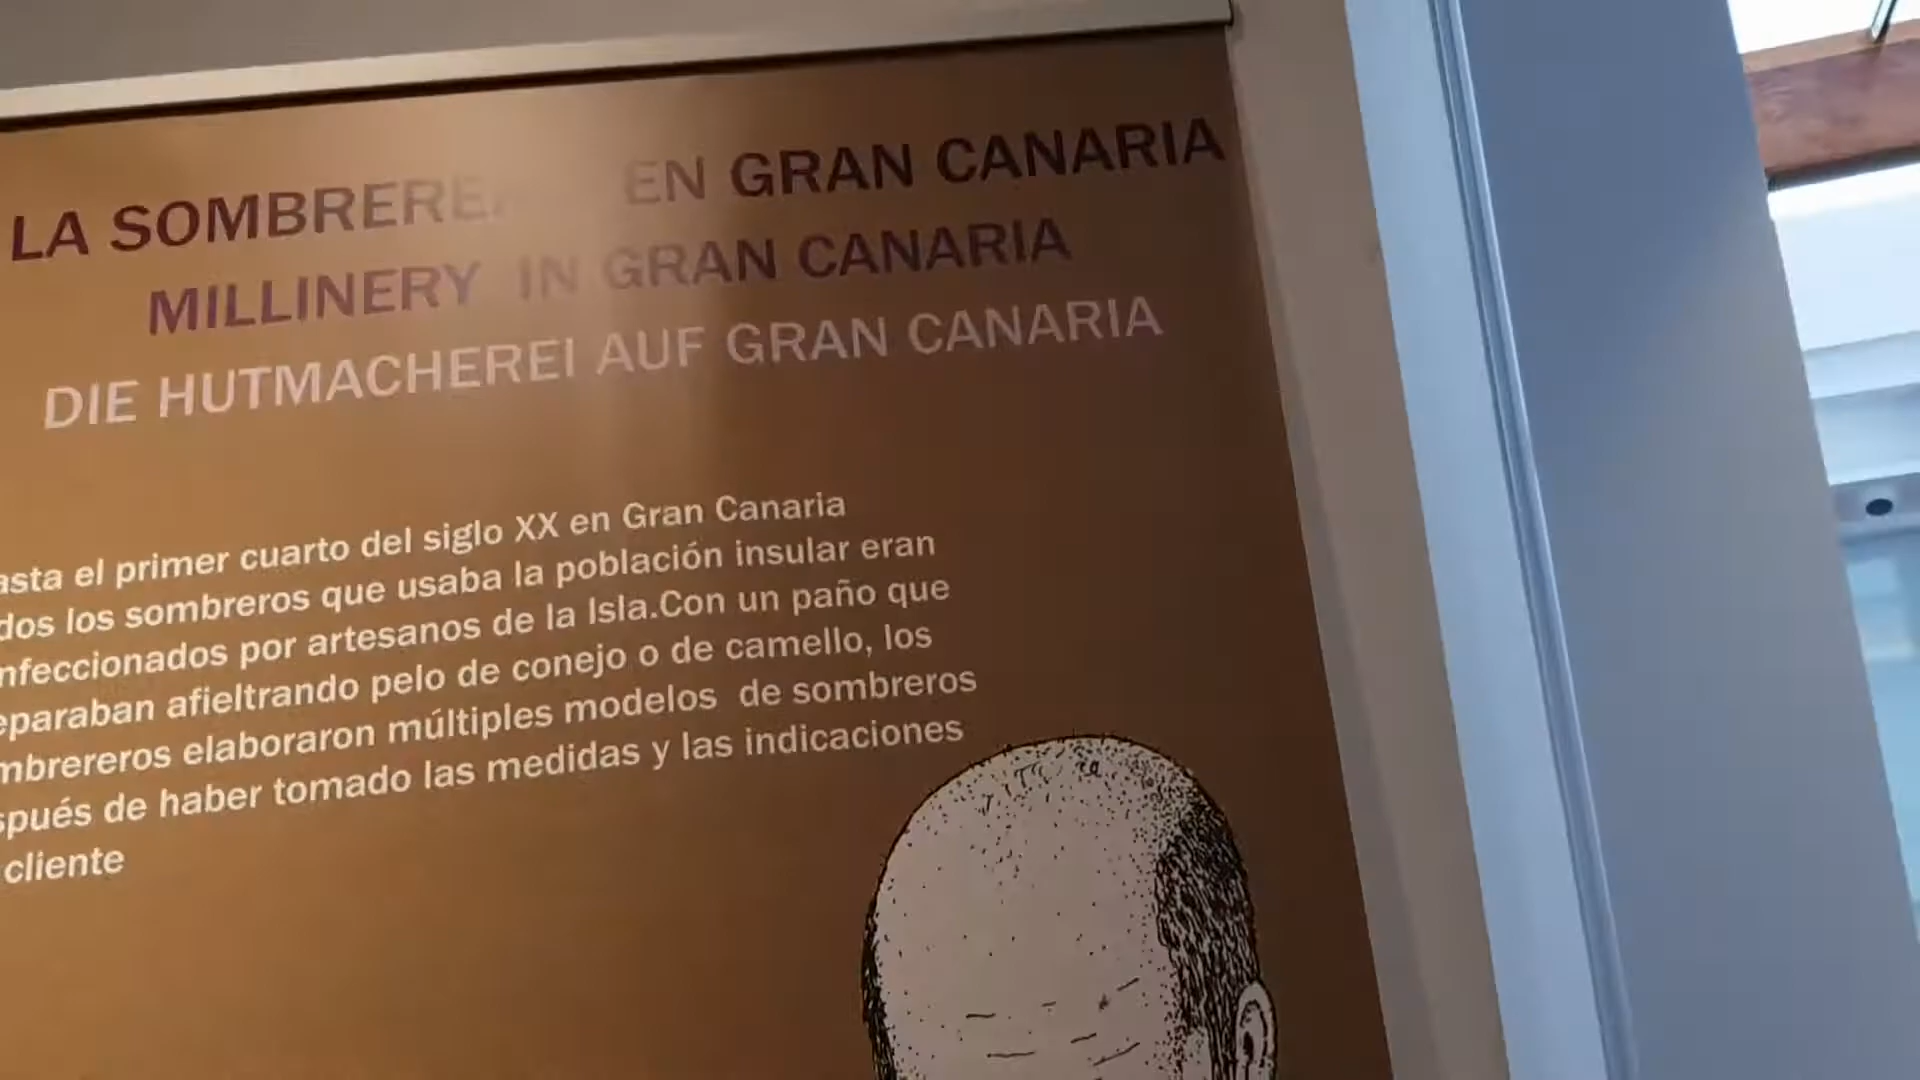 LA SOMBRERE EN GRAN CANARIA
MILLINERY IN GRAN CANARIA
DIE HUTMACHEREI AUF GRAN CANARIA
asta el primer cuarto del siglo XX en Gran Canaria
dos los sombreros que usaba la población insular eran
nfeccionados por artesanos de la Isla.Con un paño que
eparaban afieltrando pelo de conejo o de camello, los
mbrereros elaboraron múltiples modelos de sombreros
spués de haber tomado las medidas y las indicaciones
cliente